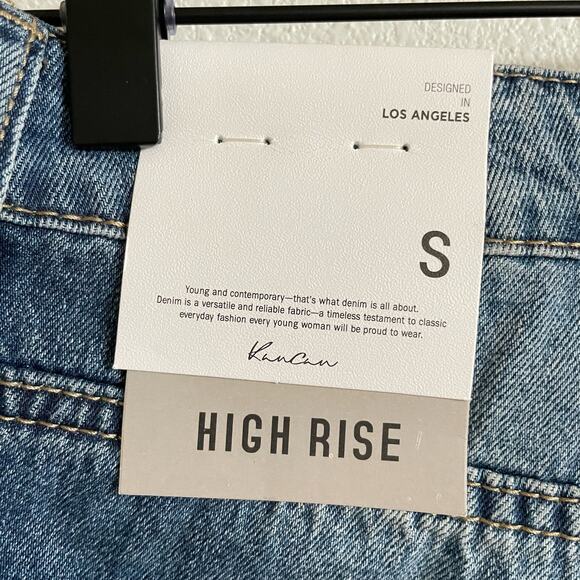 DESIGNED
IN
LOS ANGELES
S
Young and contemporary—that's what denim is all about.
Denim is a versatile and reliable fabric—a timeless testament to classic
everyday fashion every young woman will be proud to wear.
KanCan
HIGH RISE